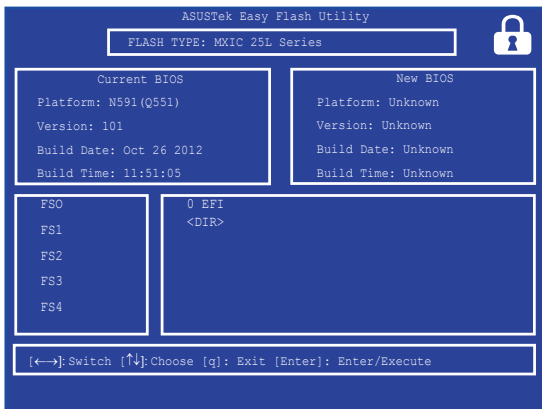 ASUSTek Easy Flash Utility
FLASH TYPE: MXIC 25L Series
Current BIOS
Platform: N591(Q551)
Version: 101
Build Date: Oct 26 2012
Build Time: 11:51:05
New BIOS
Platform: Unknown
Version: Unknown
Build Date: Unknown
Build Time: Unknown
FSO
FS1
FS2
FS3
FS4
0 EFI
<DIR>
[←→]: Switch [↑↓]: Choose [q]: Exit [Enter]: Enter/Execute